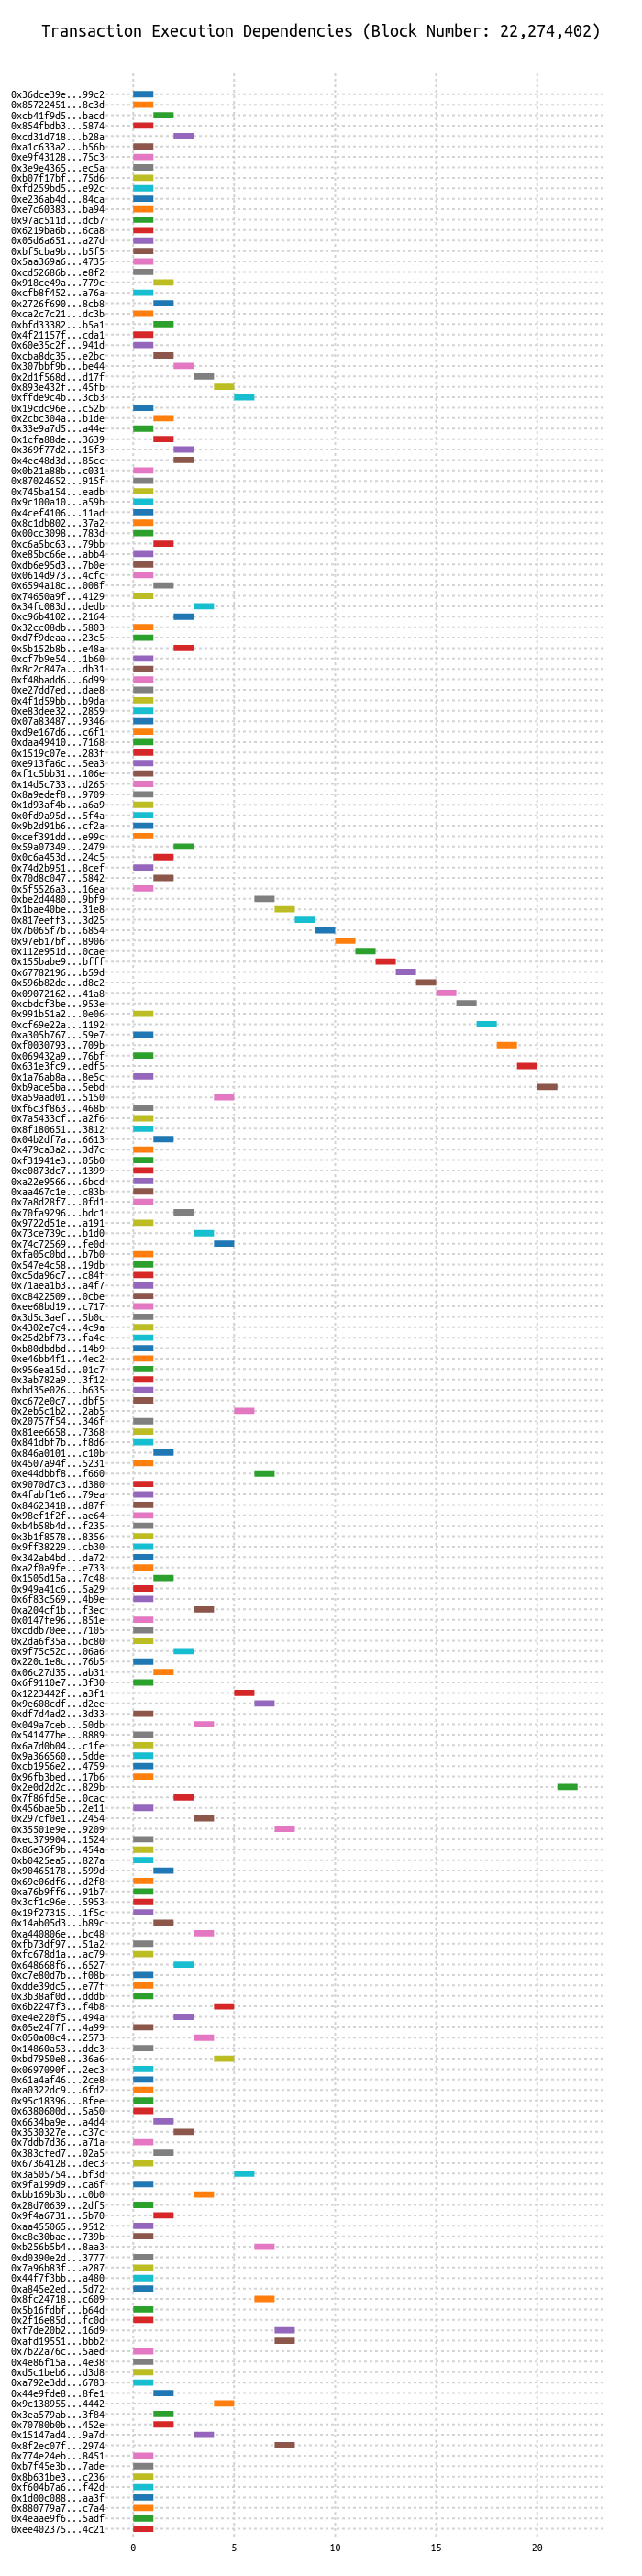 Transaction Execution Dependencies (Block Number: 22,274,402)
0x36dce39e...99c2
0x85722451...8c3d
0xcb41f9d5...bacd
0x854fbdb3...5874
0xcd31d718...b28a
0xa1c633a2...b56b
0xe9f43128...75c3
0x3e9e4365...ec5a
0xb07f17bf...75d6
0xfd259bd5...e92c
0xe236ab4d...84ca
0xe7c60383...ba94
0x97ac511d...dcb7
0x6219ba6b...6ca8
0x05d6a651...a27d
0xbf5cba9b...b5f5
0x5aa369a6...4735
0xcd52686b...e8f2
0x918ce49a...779c
0xcfb8f452...a76a
0x2726f690...8cb8
0xca2c7c21...dc3b
0xbfd33382...b5a1
0x4f21157f...cda1
0x60e35c2f...941d
0xcba8dc35...e2bc
0x307bbf9b...be44
0x2d1f568d...d17f
0x893e432f...45fb
0xffde9c4b...3cb3
0x19cdc96e...c52b
0x2cbc304a...b1de
0x33e9a7d5...a44e
0x1cfa88de...3639
0x369f77d2...15f3
0x4ec48d3d...85cc
0x0b21a88b...c031
0x87024652...915f
0x745ba154...eadb
0x9c100a10...a59b
0x4cef4106...11ad
0x8c1db802...37a2
0x00cc3098...783d
0xc6a5bc63...79bb
0xe85bc66e...abb4
0xdb6e95d3...7b0e
0x0614d973...4cfc
0x6594a18c...008f
0x74650a9f...4129
0x34fc083d...dedb
0xc96b4102...2164
0x32cc08db...5803
0xd7f9deaa...23c5
0x5b152b8b...e48a
0xcf7b9e54...1b60
0x8c2c847a...db31
0xf48badd6...6d99
0xe27dd7ed...dae8
0x4f1d59bb...b9da
0xe83dee32...2859
0x07a83487...9346
0xd9e167d6...c6f1
0xdaa49410...7168
0x1519c07e...283f
0xe913fa6c...5ea3
0xf1c5bb31...106e
0x14d5c733...d265
0x8a9edef8...9709
0x1d93af4b...a6a9
0x0fd9a95d...5f4a
0x9b2d91b6...cf2a
0xcef391dd...e99c
0x59a07349...2479
0x0c6a453d...24c5
0x74d2b951...8cef
0x70d8c047...5842
0x5f5526a3...16ea
0xbe2d4480...9bf9
0x1bae40be...31e8
0x817eeff3...3d25
0x7b065f7b...6854
0x97eb17bf...8906
0x112e951d...0cae
0x155babe9...bfff
0x67782196...b59d
0x596b82de...d8c2
0x09072162...41a8
0xcbdcf3be...953e
0x991b51a2...0e06
0xcf69e22a...1192
0xa305b767...59e7
0xf0030793...709b
0x069432a9...76bf
0x631e3fc9...edf5
0x1a76ab8a...8e5c
0xb9ace5ba...5ebd
0xa59aad01...5150
0xf6c3f863...468b
0x7a5433cf...a2f6
0x8f180651...3812
0x04b2df7a...6613
0x479ca3a2...3d7c
0xf31941e3...05b0
0xe0873dc7...1399
0xa22e9566...6bcd
0xaa467c1e...c83b
0x7a8d28f7...0fd1
0x70fa9296...bdc1
0x9722d51e...a191
0x73ce739c...b1d0
0x74c72569...fe0d
0xfa05c0bd...b7b0
0x547e4c58...19db
0xc5da96c7...c84f
0x71aea1b3...a4f7
0xc8422509...0cbe
0xee68bd19...c717
0x3d5c3aef...5b0c
0x4302e7c4...4c9a
0x25d2bf73...fa4c
0xb80dbdbd...14b9
0xe46bb4f1...4ec2
0x956ea15d...01c7
0x3ab782a9...3f12
0xbd35e026...b635
0xc672e0c7...dbf5
0x2eb5c1b2...2ab5
0x20757f54...346f
0x81ee6658...7368
0x841dbf7b...f8d6
0x846a0101...c10b
0x4507a94f...5231
0xe44dbbf8...f660
0x9070d7c3...d380
0x4fabf1e6...79ea
0x84623418...d87f
0x98ef1f2f...ae64
0xb4b58b4d...f235
0x3b1f8578...8356
0x9ff38229...cb30
0x342ab4bd...da72
0xa2f0a9fe...e733
0x1505d15a...7c48
0x949a41c6...5a29
0x6f83c569...4b9e
0xa204cf1b...f3ec
0x0147fe96...851e
0xcddb70ee...7105
0x2da6f35a...bc80
0x9f75c52c...06a6
0x220c1e8c...76b5
0x06c27d35...ab31
0x6f9110e7...3f30
0x1223442f...a3f1
0x9e608cdf...d2ee
0xdf7d4ad2...3d33
0x049a7ceb...50db
0x541477be...8889
0x6a7d0b04...c1fe
0x9a366560...5dde
0xcb1956e2...4759
0x96fb3bed...17b6
0x2e0d2d2c...829b
0x7f86fd5e...0cac
0x456bae5b...2e11
0x297cf0e1...2454
0x35501e9e...9209
0xec379904...1524
0x86e36f9b...454a
0xb0425ea5...827a
0x90465178...599d
0x69e06df6...d2f8
0xa76b9ff6...91b7
0x3cf1c96e...5953
0x19f27315...1f5c
0x14ab05d3...b89c
0xa440806e...bc48
0xfb73df97...51a2
0xfc678d1a...ac79
0x648668f6...6527
0xc7e80d7b...f08b
0xdde39dc5...e77f
0x3b38af0d...dddb
0x6b2247f3...f4b8
0xe4e220f5...494a
0x05e24f7f...4a99
0x050a08c4...2573
0x14860a53...ddc3
0xbd7950e8...36a6
0x0697090f...2ec3
0x61a4af46...2ce8
0xa0322dc9...6fd2
0x95c18396...8fee
0x6380600d...5a50
0x6634ba9e...a4d4
0x3530327e...c37c
0x7ddb7d36...a71a
0x383cfed7...02a5
0x67364128...dec3
0x3a505754...bf3d
0x9fa199d9...ca6f
0xbb169b3b...c0b0
0x28d70639...2df5
0x9f4a6731...5b70
0xaa455065...9512
0xc8e30bae...739b
0xb256b5b4...8aa3
0xd0390e2d...3777
0x7a96b83f...a287
0x44f7f3bb...a480
0xa845e2ed...5d72
0x8fc24718...c609
0x5b16fdbf...b64d
0x2f16e85d...fc0d
0xf7de20b2...16d9
0xafd19551...bbb2
0x7b22a76c...5aed
0x4e86f15a...4e38
0xd5c1beb6...d3d8
0xa792e3dd...6783
0x44e9fde8...8fe1
0x9c138955...4442
0x3ea579ab...3f84
0x70780b0b...452e
0x15147ad4...9a7d
0x8f2ec07f...2974
0x774e24eb...8451
0xb7f45e3b...7ade
0x8b631be3...c236
0xf604b7a6...f42d
0x1d00c088...aa3f
0x880779a7...c7a4
0x4eaae9f6...5adf
0xee402375...4c21
0 5 10 15 20